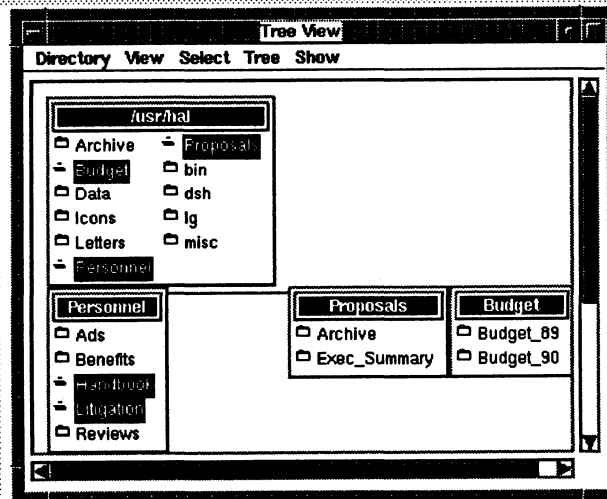 Tree View
Directory View Select Tree Show
/usr/hal
Archive Proposals
Budget bin
Data dsh
Icons lg
Letters misc
Personnel
Personnel Proposals Budget
Ads Archive Budget_89
Benefits Exec_Summary Budget_90
Handbook
Litigation
Reviews